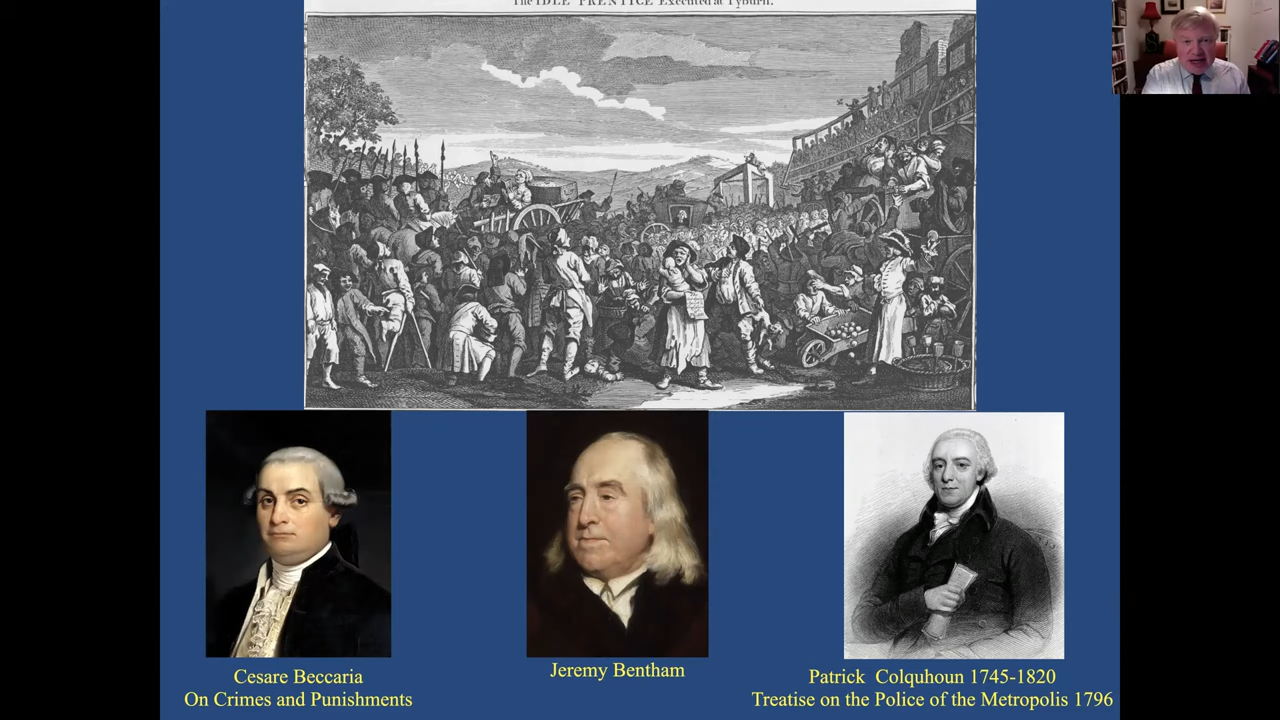 The IDLE 'PRENTICE Executed at Tyburn.
Cesare Beccaria
On Crimes and Punishments
Jeremy Bentham
Patrick Colquhoun 1745-1820
Treatise on the Police of the Metropolis 1796